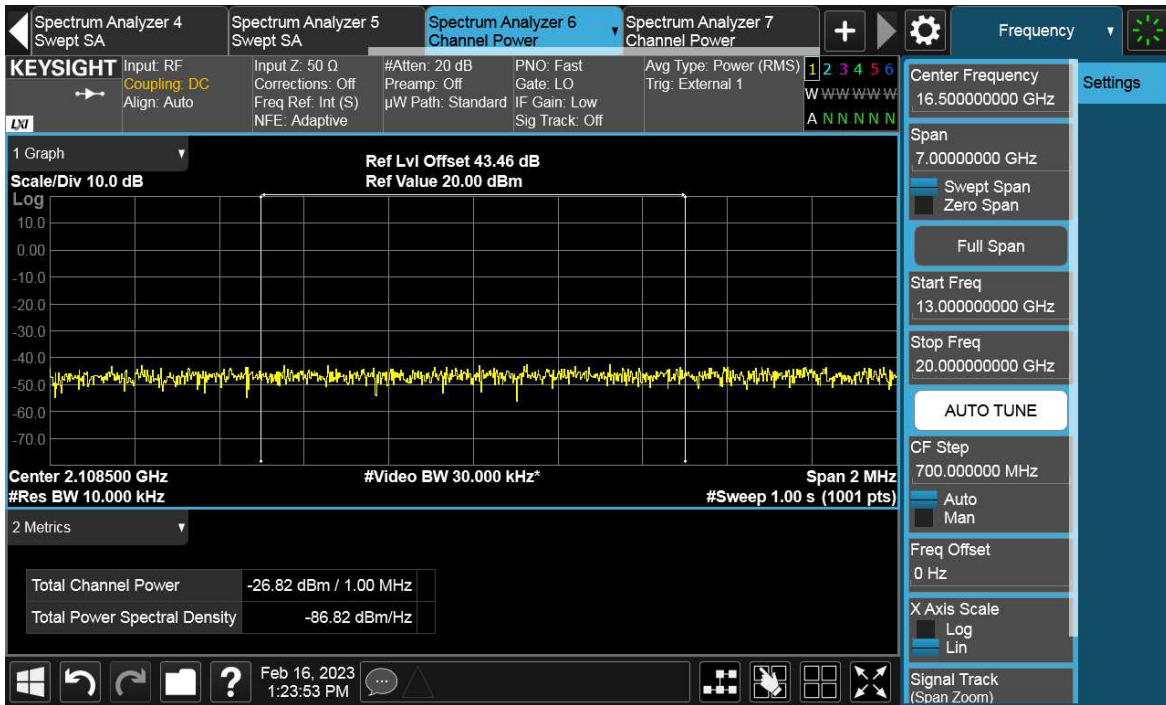 Spectrum Analyzer 4
Swept SA
Spectrum Analyzer 5
Swept SA
Spectrum Analyzer 6
Channel Power
Spectrum Analyzer 7
Channel Power
+
Frequency
KEYSIGHT
LXI
Input: RF
Coupling: DC
Align: Auto
Input Z: 50 Ω
Corrections: Off
Freq Ref: Int (S)
NFE: Adaptive
#Atten: 20 dB
Preamp: Off
µW Path: Standard
PNO: Fast
Gate: LO
IF Gain: Low
Sig Track: Off
Avg Type: Power (RMS)
Trig: External 1
1 2 3 4 5 6
W W W W W W
A N N N N N
1 Graph
Scale/Div 10.0 dB
Ref Lvl Offset 43.46 dB
Ref Value 20.00 dBm
Log
10.0
0.00
-10.0
-20.0
-30.0
-40.0
-50.0
-60.0
-70.0
Center 2.108500 GHz
#Video BW 30.000 kHz*
Span 2 MHz
#Res BW 10.000 kHz
#Sweep 1.00 s (1001 pts)
2 Metrics
Total Channel Power -26.82 dBm / 1.00 MHz
Total Power Spectral Density -86.82 dBm/Hz
?
Feb 16, 2023
1:23:53 PM
Center Frequency
16.500000000 GHz
Span
7.00000000 GHz
Swept Span
Zero Span
Full Span
Start Freq
13.000000000 GHz
Stop Freq
20.000000000 GHz
AUTO TUNE
CF Step
700.000000 MHz
Auto
Man
Freq Offset
0 Hz
X Axis Scale
Log
Lin
Signal Track
(Span Zoom)
Settings